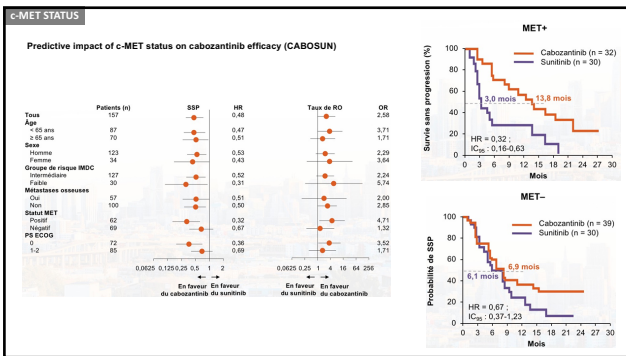 c-MET STATUS
Predictive impact of c-MET status on cabozantinib efficacy (CABOSUN)
Patients (n) SSP HR Taux de RO OR
Tous 157 0,48 2,58
Âge
< 65 ans 87 0,47 3,71
≥ 65 ans 70 0,51 1,71
Sexe
Homme 123 0,53 2,29
Femme 34 0,43 3,64
Groupe de risque IMDC
Intermédiaire 127 0,52 2,24
Faible 30 0,31 5,74
Métastases osseuses
Oui 57 0,51 2,00
Non 100 0,50 2,85
Statut MET
Positif 62 0,32 4,71
Négatif 69 0,67 1,32
PS ECOG
0 72 0,36 3,52
1-2 85 0,69 1,71
0,0625 0,125 0,25 0,5 1 2
0,0625 0,25 1 4 16 64 256
En faveur du cabozantinib
En faveur du sunitinib
En faveur du sunitinib
En faveur du cabozantinib
MET+
Survie sans progression (%)
100
80
60
40
20
0
Cabozantinib (n = 32)
Sunitinib (n = 30)
3,0 mois
13,8 mois
HR = 0,32 ;
IC95 : 0,16-0,63
0 3 6 9 12 15 18 21 24 27 30
Mois
MET–
Probabilité de SSP
100
80
60
40
20
0
Cabozantinib (n = 39)
Sunitinib (n = 30)
6,9 mois
6,1 mois
HR = 0,67 ;
IC95 : 0,37-1,23
0 3 6 9 12 15 18 21 24 27 30
Mois